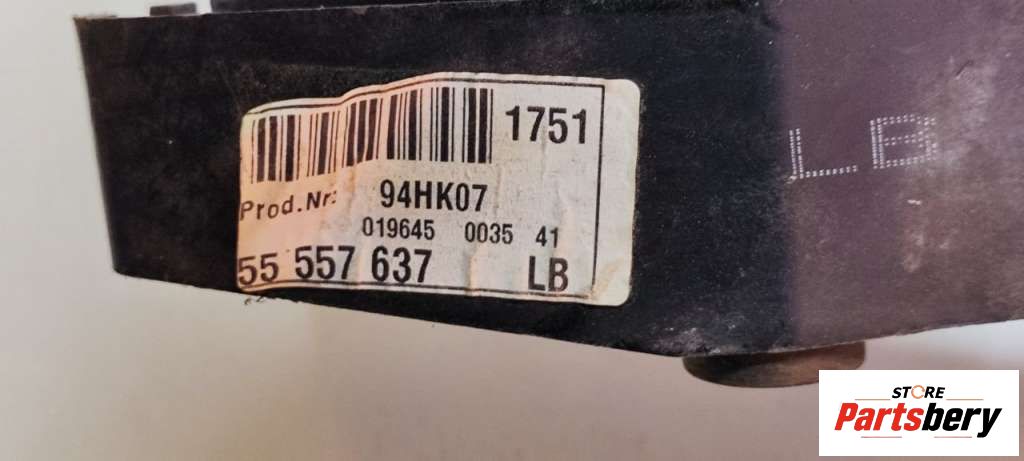 1751
Prod.Nr: 94HK07
019645 0035 41
55 557 637 LB
LB
STORE
Partsbery